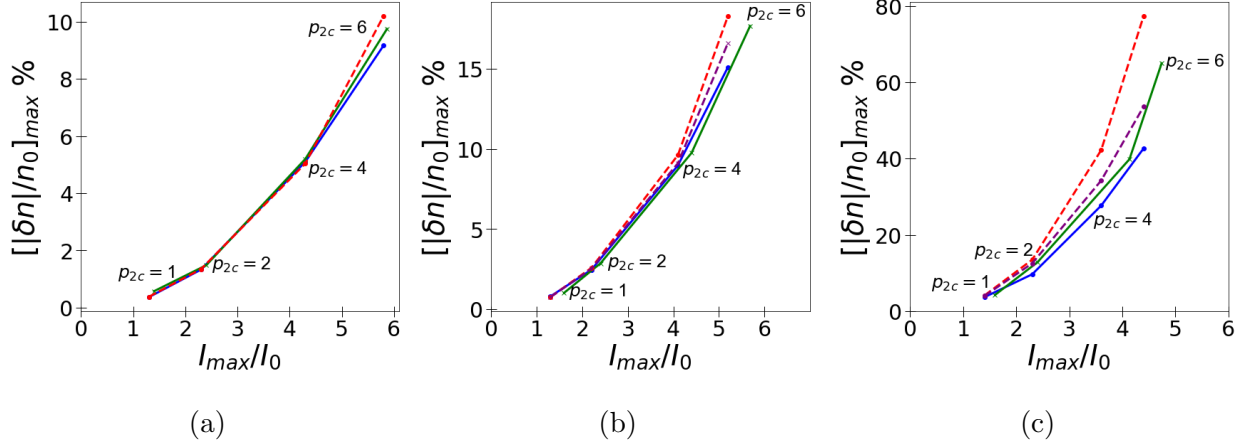 [|δn|/n₀]ₘₐₓ %
10
8
6
4
2
0
p₂c = 6
p₂c = 4
p₂c = 1
p₂c = 2
0 1 2 3 4 5 6
Iₘₐₓ/I₀
(a)
[|δn|/n₀]ₘₐₓ %
15
10
5
0
p₂c = 6
p₂c = 4
p₂c = 2
p₂c = 1
0 1 2 3 4 5 6
Iₘₐₓ/I₀
(b)
[|δn|/n₀]ₘₐₓ %
80
60
40
20
0
p₂c = 6
p₂c = 4
p₂c = 2
p₂c = 1
0 1 2 3 4 5 6
Iₘₐₓ/I₀
(c)